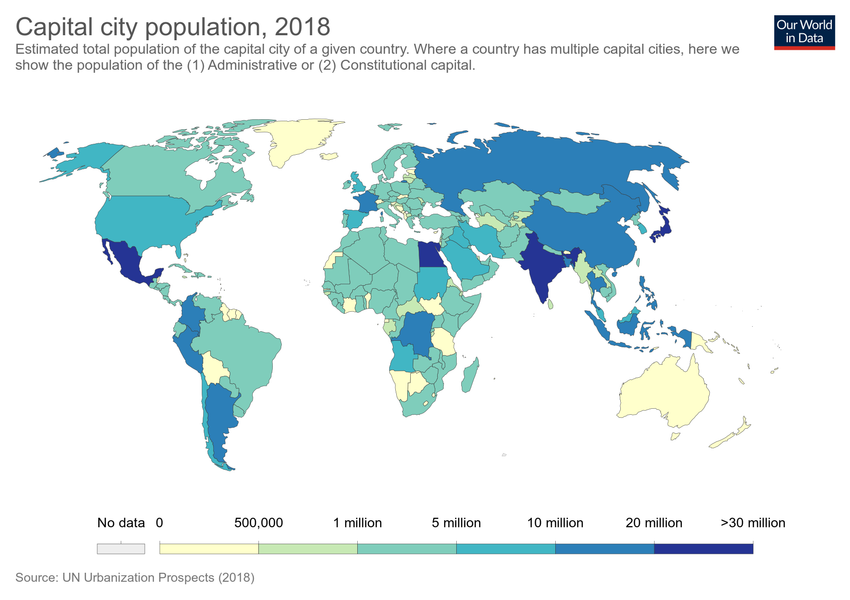 Capital city population, 2018
Our World
in Data
Estimated total population of the capital city of a given country. Where a country has multiple capital cities, here we
show the population of the (1) Administrative or (2) Constitutional capital.
No data 0 500,000 1 million 5 million 10 million 20 million >30 million
Source: UN Urbanization Prospects (2018)